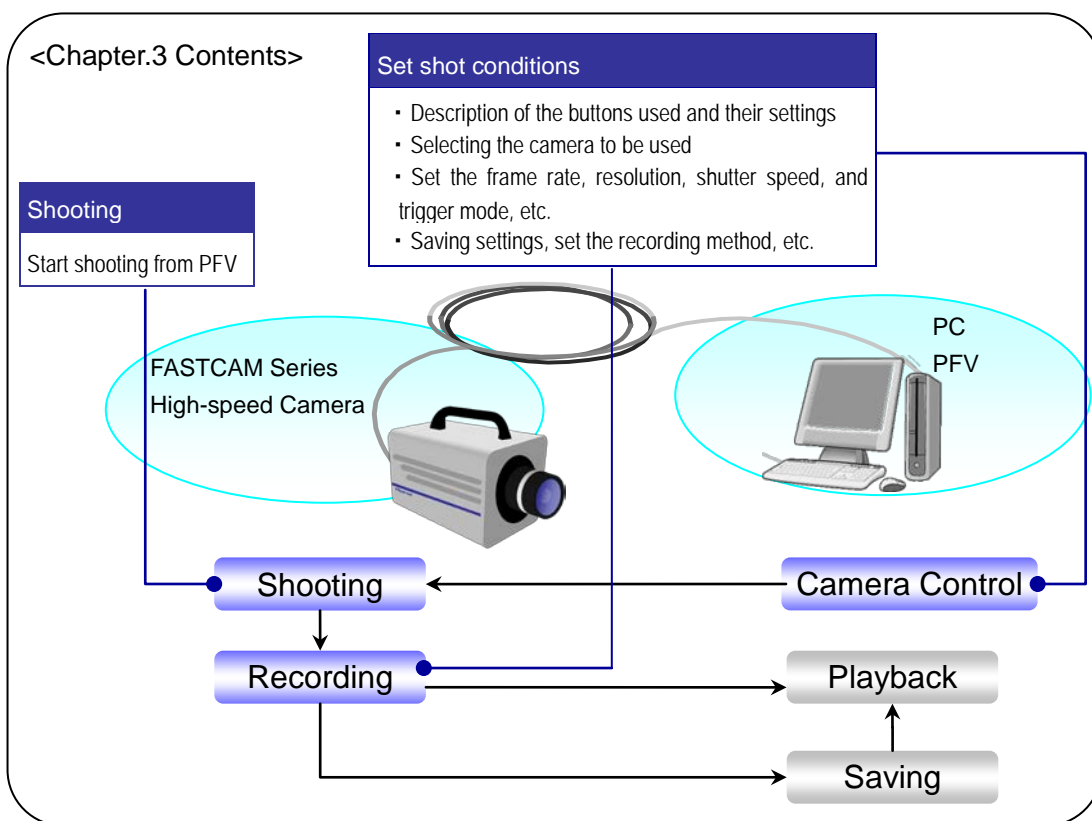 <Chapter.3 Contents>
Set shot conditions
・Description of the buttons used and their settings
・Selecting the camera to be used
・Set the frame rate, resolution, shutter speed, and
trigger mode, etc.
・Saving settings, set the recording method, etc.
Shooting
Start shooting from PFV
FASTCAM Series
High-speed Camera
PC
PFV
Shooting
Camera Control
Recording
Playback
Saving